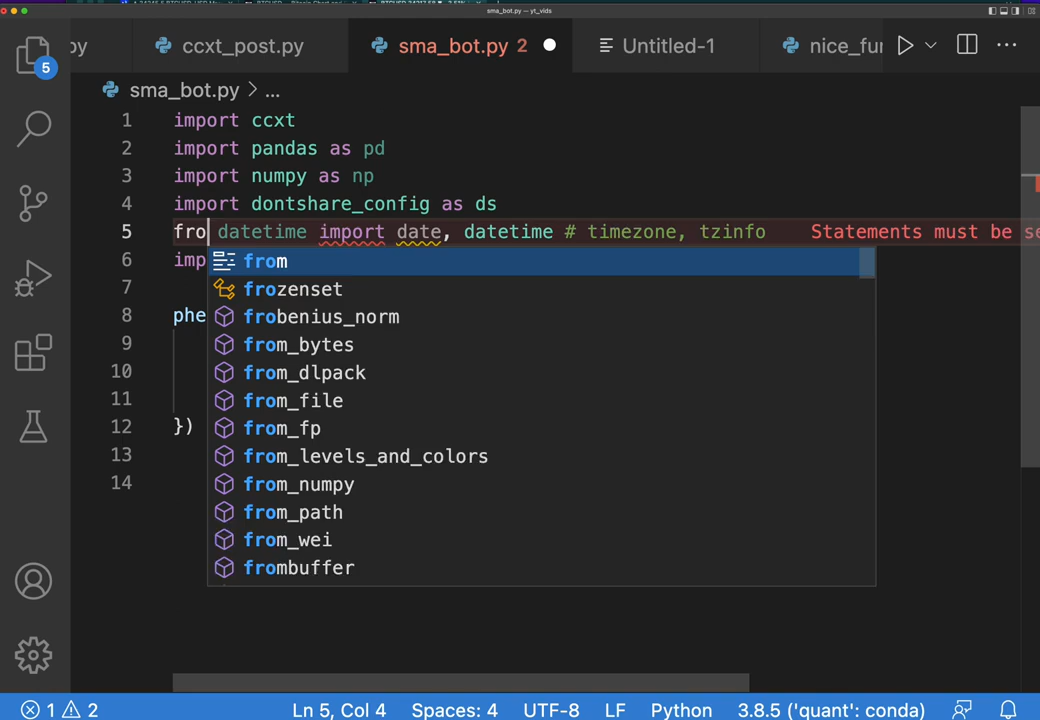 sma_bot.py — yt_vids
py
ccxt_post.py
sma_bot.py 2
Untitled-1
nice_fur
5
sma_bot.py > ...
1 import ccxt
2 import pandas as pd
3 import numpy as np
4 import dontshare_config as ds
5 fro datetime import date, datetime # timezone, tzinfo Statements must be se
6 imp
from
7
frozenset
8 phe
frobenius_norm
9
from_bytes
10
from_dlpack
11
from_file
12 })
from_fp
13
from_levels_and_colors
14
from_numpy
from_path
from_wei
frombuffer
1 2
Ln 5, Col 4 Spaces: 4 UTF-8 LF Python 3.8.5 ('quant': conda)